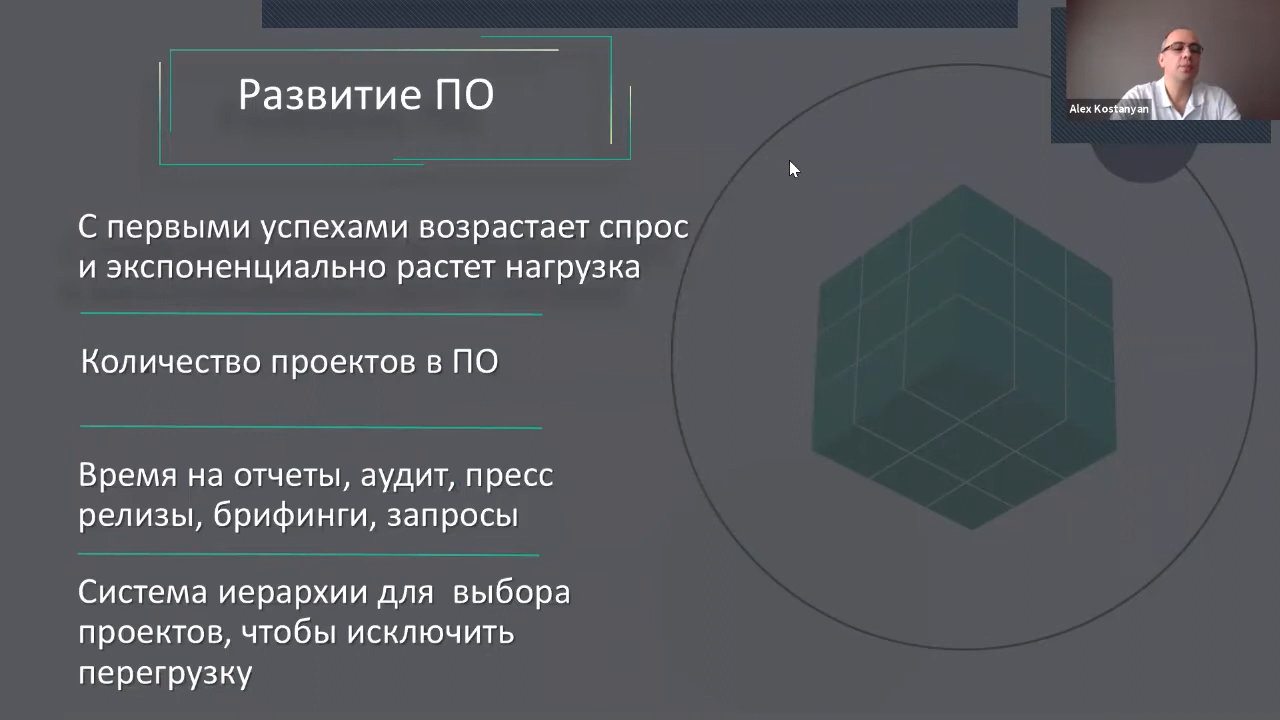 Развитие ПО
Alex Kostanyan
С первыми успехами возрастает спрос
и экспоненциально растет нагрузка
Количество проектов в ПО
Время на отчеты, аудит, пресс
релизы, брифинги, запросы
Система иерархии для  выбора
проектов, чтобы исключить
перегрузку